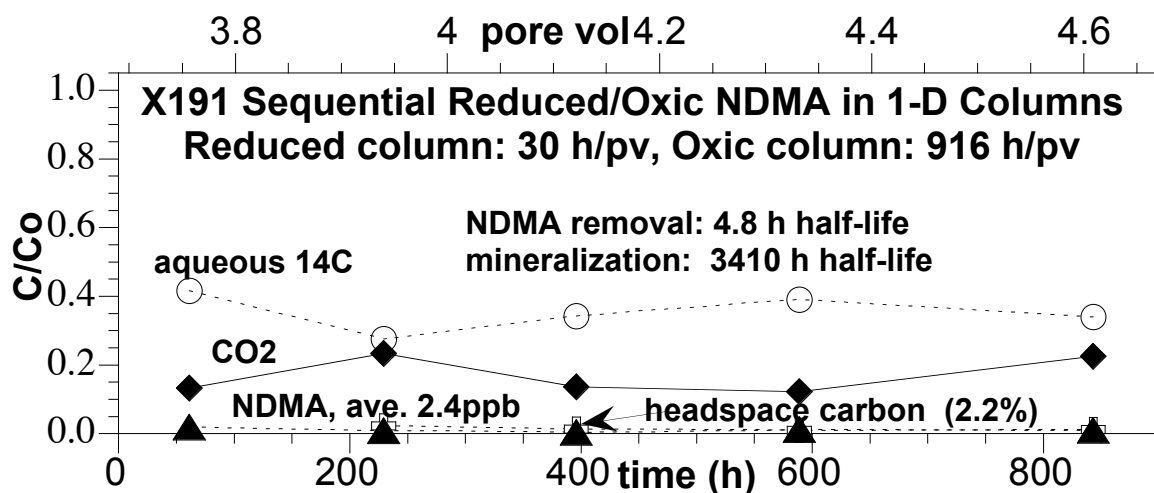 3.8 4 pore vol 4.2 4.4 4.6
X191 Sequential Reduced/Oxic NDMA in 1-D Columns
Reduced column: 30 h/pv, Oxic column: 916 h/pv
1.0
0.8
0.6
0.4
0.2
0.0
C/Co
NDMA removal: 4.8 h half-life
mineralization: 3410 h half-life
aqueous 14C
CO2
NDMA, ave. 2.4ppb
headspace carbon (2.2%)
0 200 400 time (h) 600 800